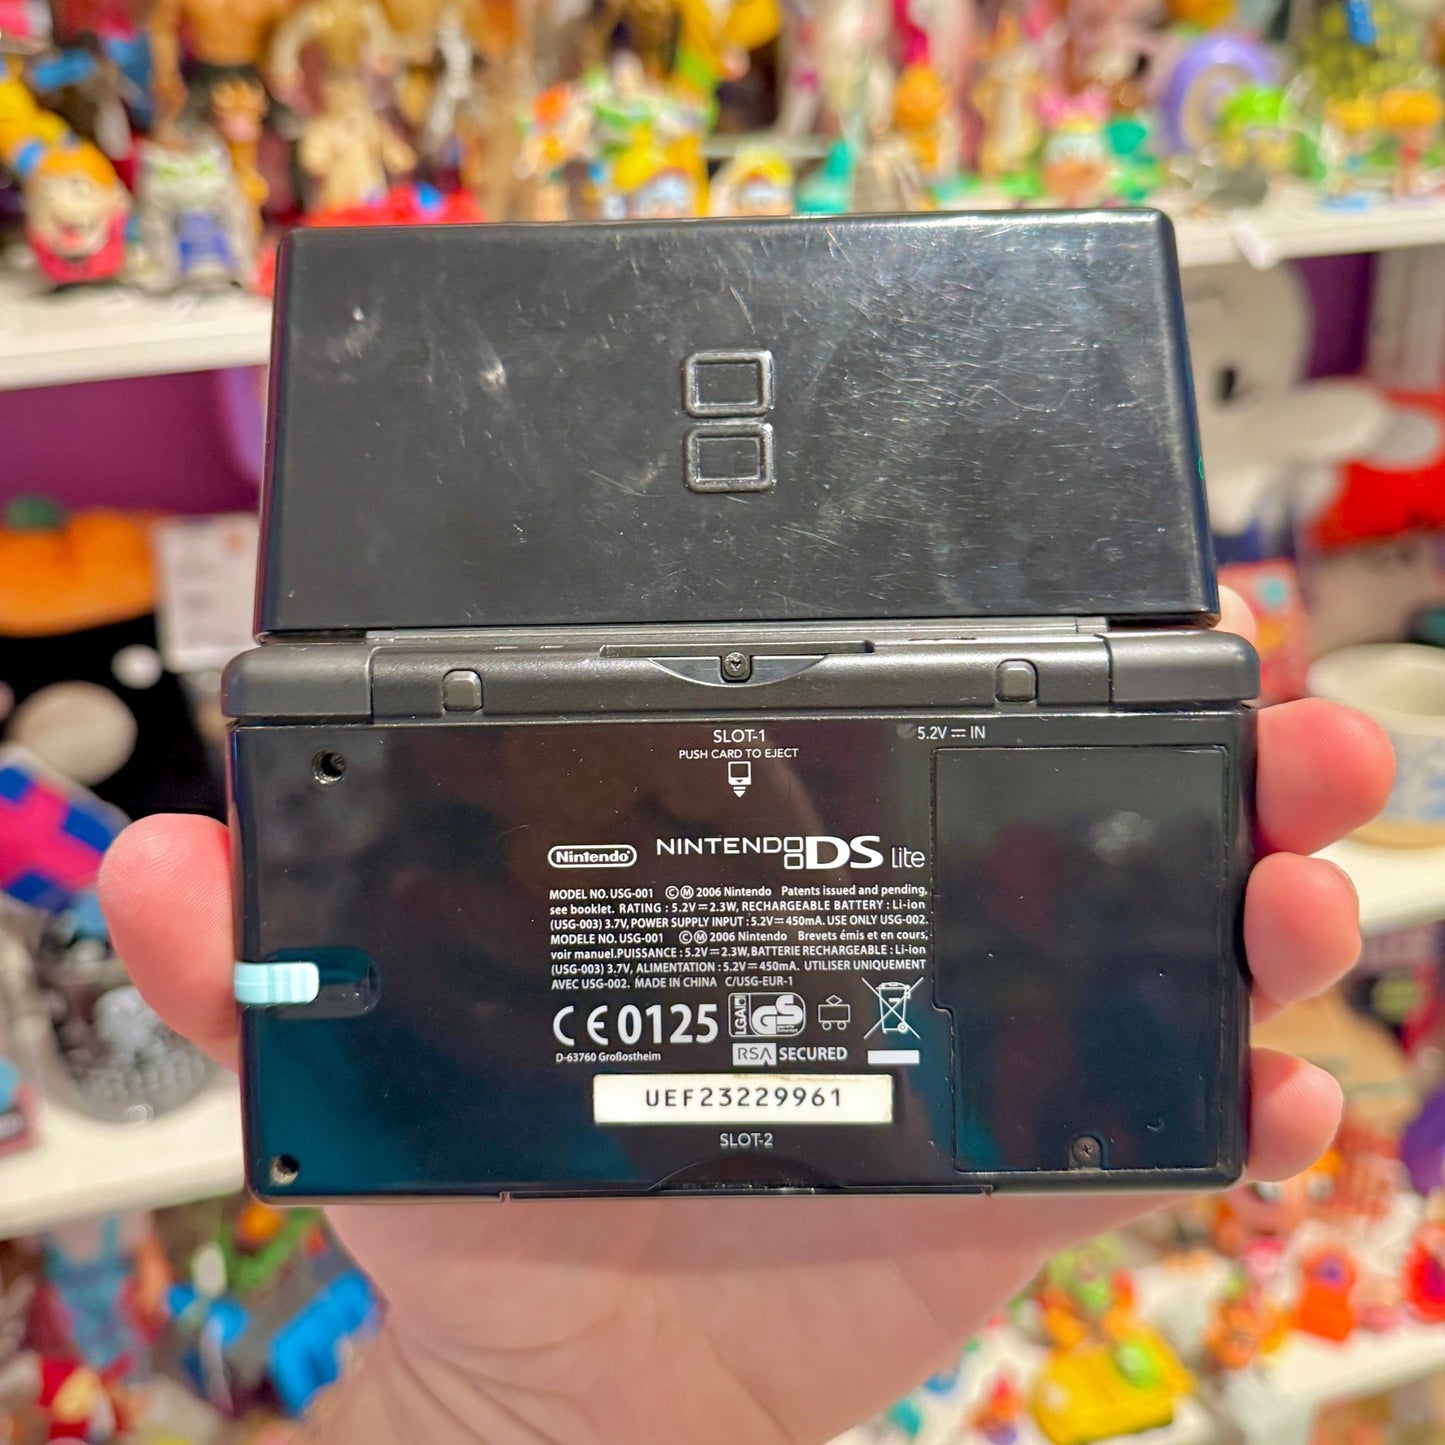 SLOT-1
PUSH CARD TO EJECT
5.2V ⎓ IN
Nintendo
NINTENDO DS Lite
MODEL NO. USG-001 ©Ⓜ 2006 Nintendo Patents issued and pending,
see booklet. RATING : 5.2V⎓2.3W, RECHARGEABLE BATTERY : Li-ion
(USG-003) 3.7V, POWER SUPPLY INPUT : 5.2V⎓450mA. USE ONLY USG-002.
MODELE NO. USG-001 ©Ⓜ 2006 Nintendo Brevets émis et en cours,
voir manuel.PUISSANCE : 5.2V⎓2.3W, BATTERIE RECHARGEABLE : Li-ion
(USG-003) 3.7V, ALIMENTATION : 5.2V⎓450mA. UTILISER UNIQUEMENT
AVEC USG-002. MADE IN CHINA C/USG-EUR-1
CE0125
LGA
GS
D-63760 Großostheim
RSA SECURED
UEF23229961
SLOT-2